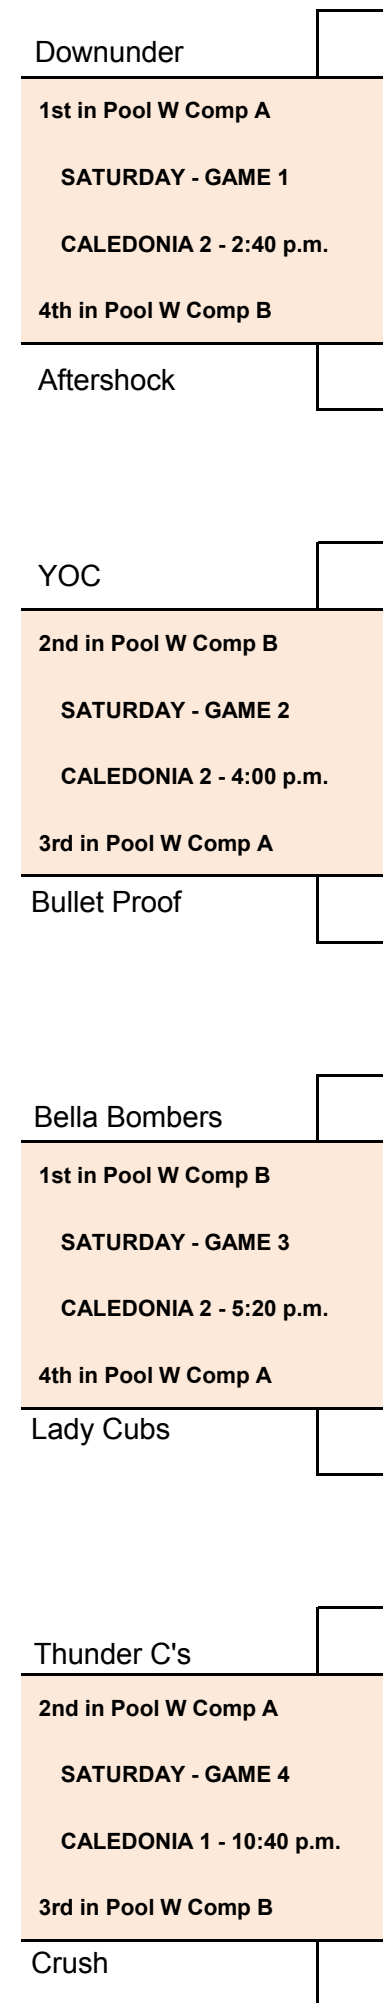 Downunder
1st in Pool W Comp A
SATURDAY - GAME 1
CALEDONIA 2 - 2:40 p.m.
4th in Pool W Comp B
Aftershock
YOC
2nd in Pool W Comp B
SATURDAY - GAME 2
CALEDONIA 2 - 4:00 p.m.
3rd in Pool W Comp A
Bullet Proof
Bella Bombers
1st in Pool W Comp B
SATURDAY - GAME 3
CALEDONIA 2 - 5:20 p.m.
4th in Pool W Comp A
Lady Cubs
Thunder C's
2nd in Pool W Comp A
SATURDAY - GAME 4
CALEDONIA 1 - 10:40 p.m.
3rd in Pool W Comp B
Crush